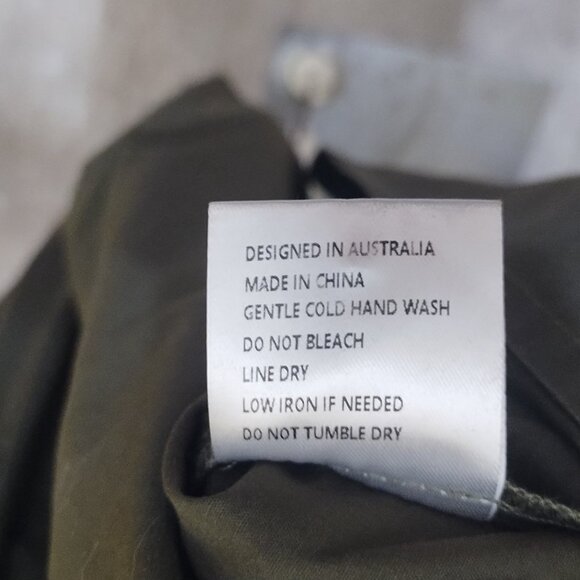 DESIGNED IN AUSTRALIA
MADE IN CHINA
GENTLE COLD HAND WASH
DO NOT BLEACH
LINE DRY
LOW IRON IF NEEDED
DO NOT TUMBLE DRY